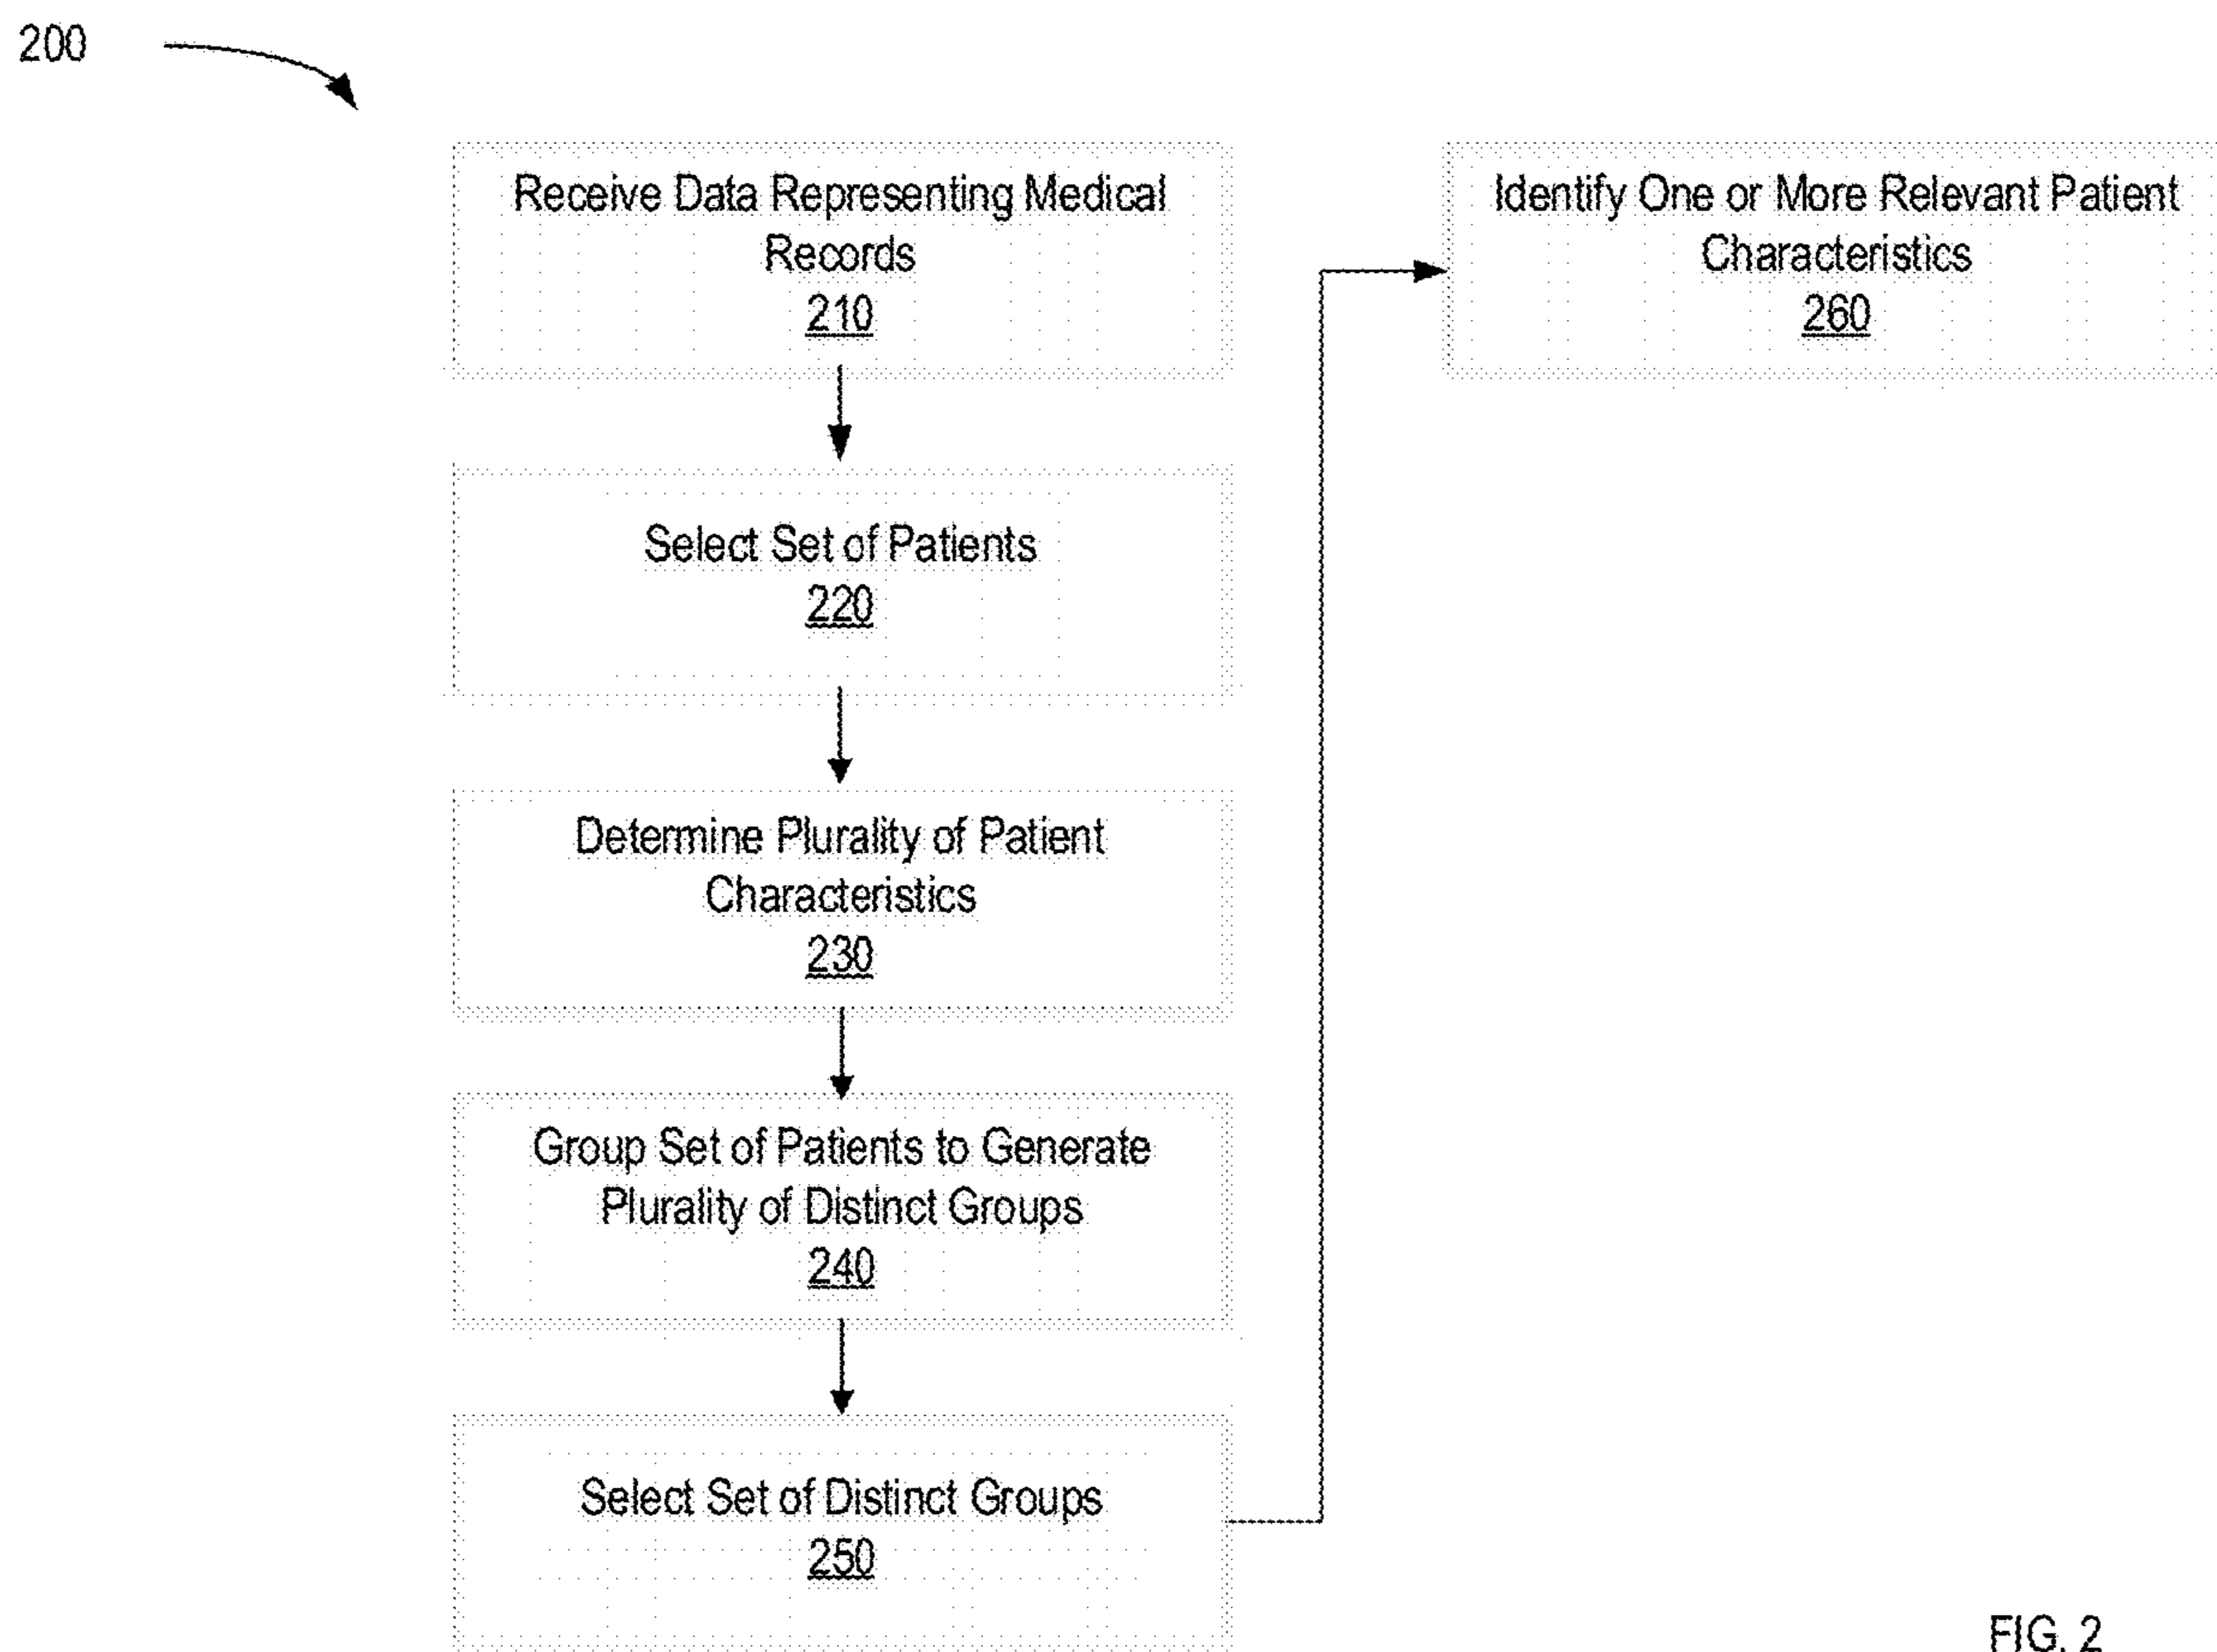 200
Receive Data Representing Medical
Records
210
Select Set of Patients
220
Determine Plurality of Patient
Characteristics
230
Group Set of Patients to Generate
Plurality of Distinct Groups
240
Select Set of Distinct Groups
250
Identify One or More Relevant Patient
Characteristics
260
FIG. 2